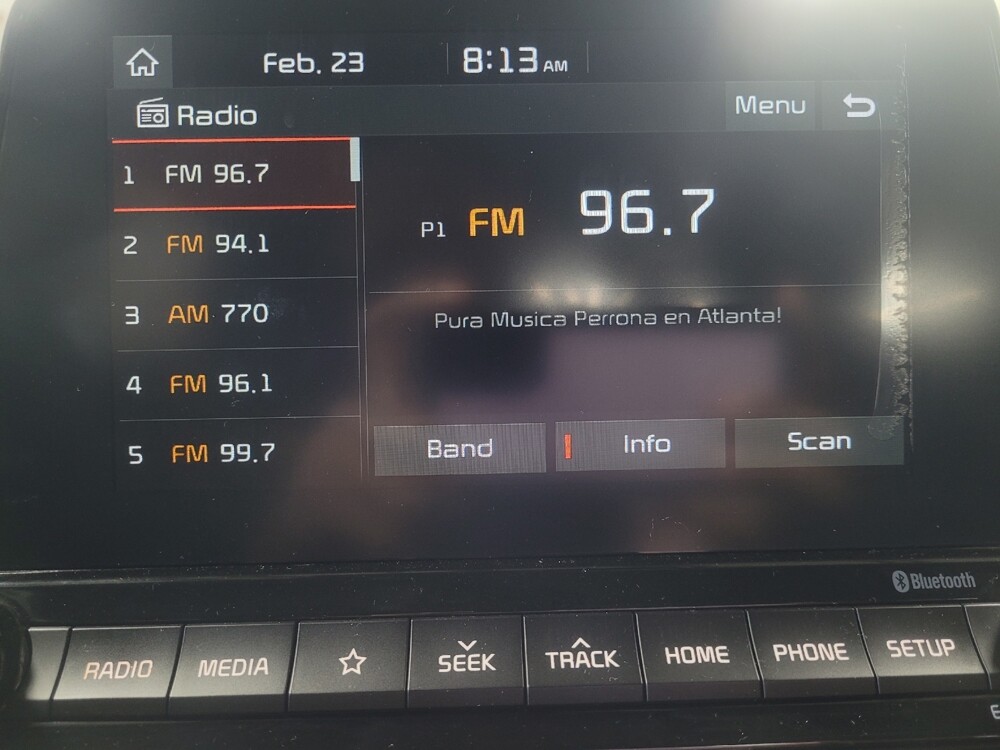 Feb. 23 8:13 AM
Radio Menu
1 FM 96.7
2 FM 94.1
3 AM 770
4 FM 96.1
5 FM 99.7
P1 FM 96.7
Pura Musica Perrona en Atlanta!
Band Info Scan
Bluetooth
RADIO MEDIA SEEK TRACK HOME PHONE SETUP